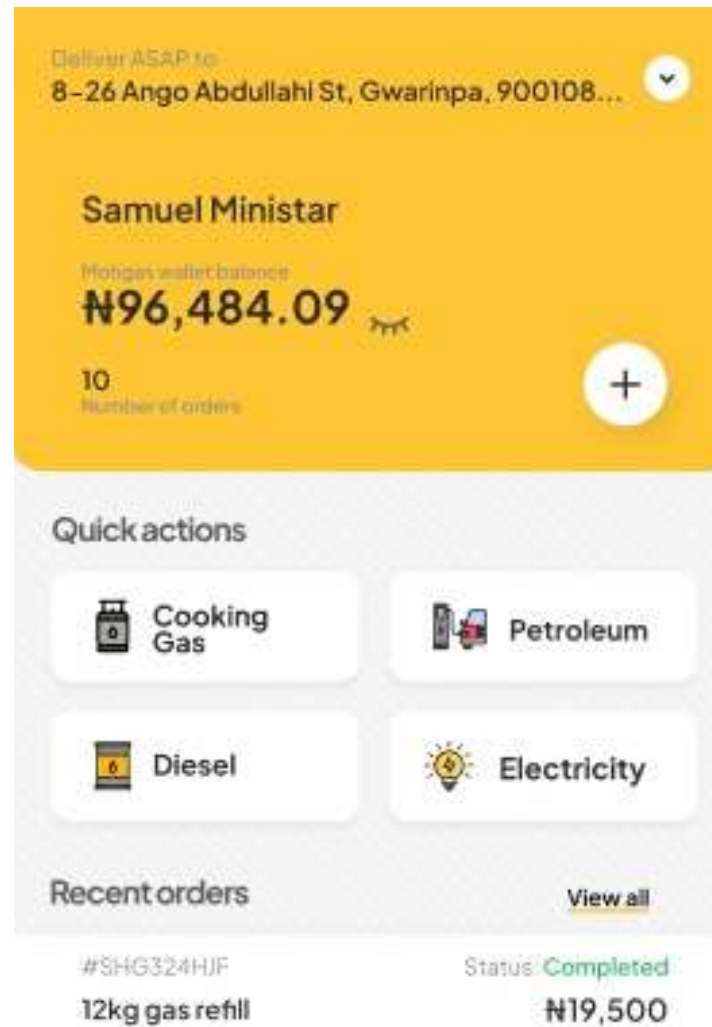 Deliver ASAP to
8-26 Ango Abdullahi St, Gwarinpa, 900108...
Samuel Ministar
Mobgas wallet balance
₦96,484.09
10
Number of orders
Quick actions
Cooking
Gas
Petroleum
Diesel
Electricity
Recent orders
View all
#SHG324HJF
Status: Completed
12kg gas refill
₦19,500